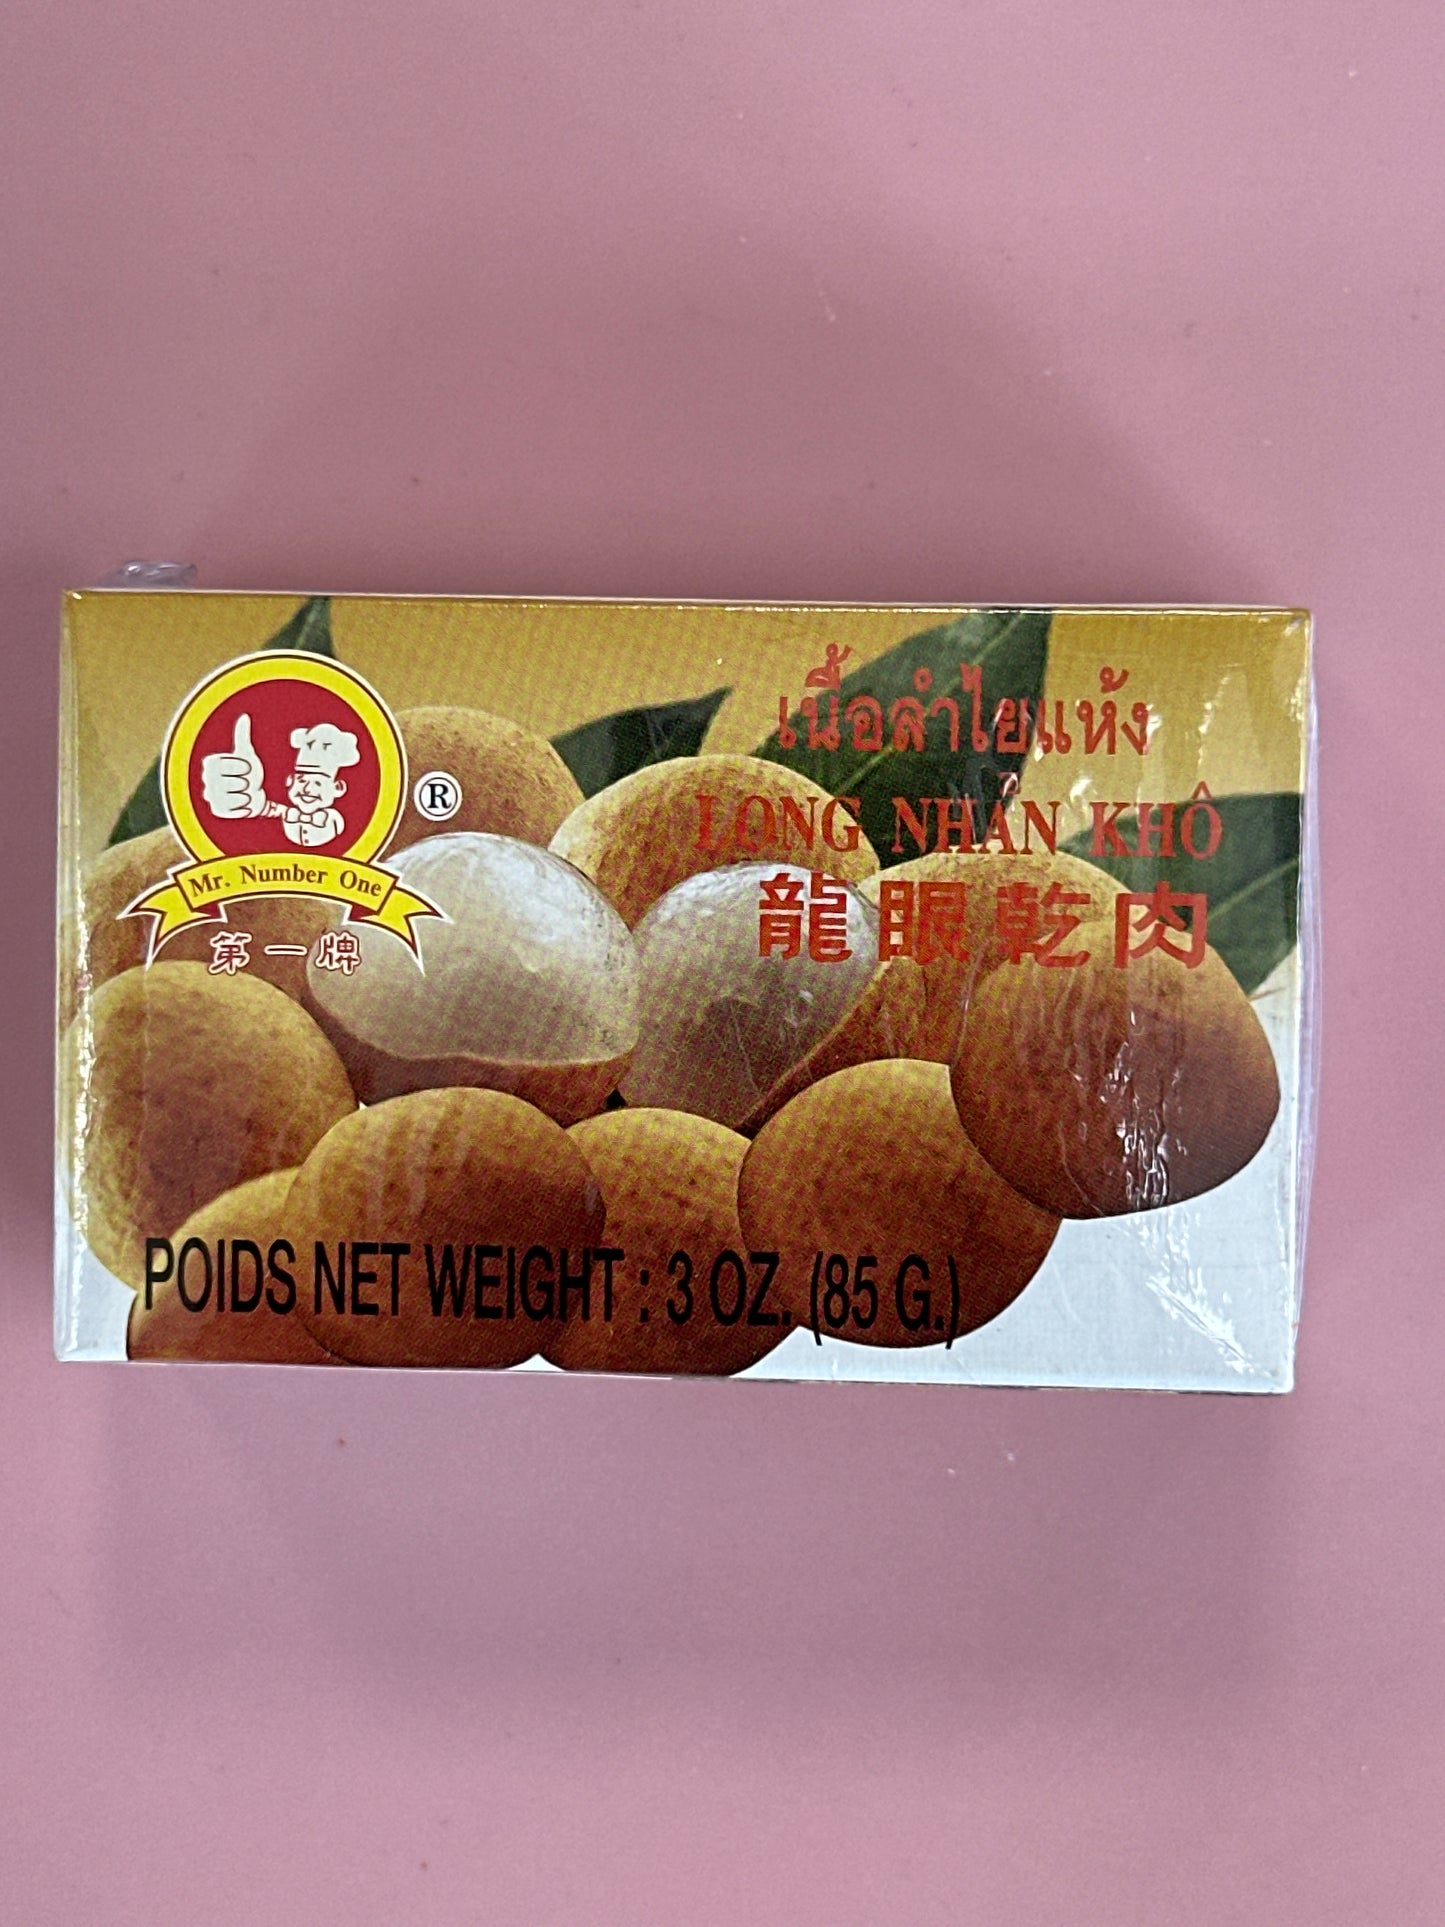 Mr. Number One
®
第一牌
เนื้อลำไยแห้ง
LONG NHÃN KHÔ
龍眼乾肉
POIDS NET WEIGHT : 3 OZ. (85 G.)